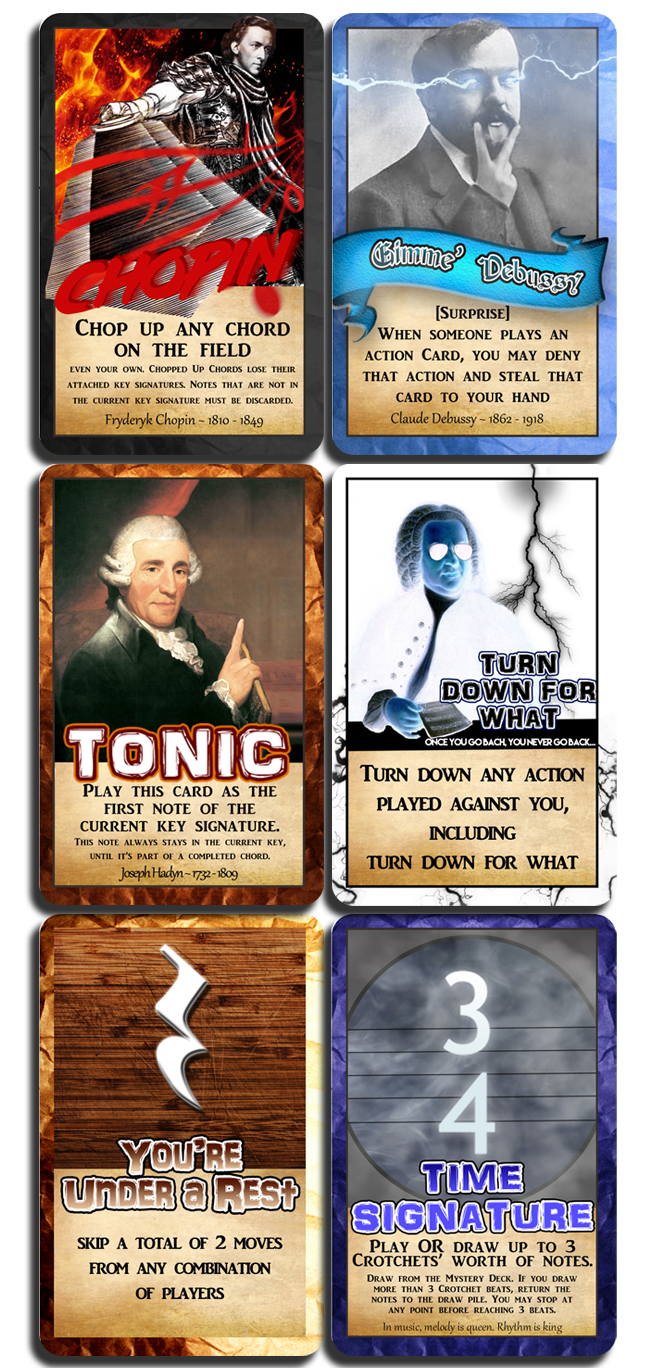 CHOPIN
Chop up any chord
on the field
even your own. Chopped Up Chords lose their
attached key signatures. Notes that are not in
the current key signature must be discarded.
Fryderyk Chopin ~ 1810 - 1849
Gimme' Debussy
[Surprise]
When someone plays an
action Card, you may deny
that action and steal that
card to your hand
Claude Debussy ~ 1862 - 1918
TONIC
Play this card as the
first note of the
current key signature.
This note always stays in the current key,
until it's part of a completed chord.
Joseph Hadyn ~ 1732 - 1809
Turn
Down for
What
ONCE YOU GO BACH, YOU NEVER GO BACK...
Turn down any action
played against you,
including
turn down for what
You're
Under a Rest
skip a total of 2 moves
from any combination
of players
3
4
TIME
SIGNATURE
Play OR draw up to 3
Crotchets' worth of notes.
Draw from the Mystery Deck. If you draw
more than 3 Crotchet beats, return the
notes to the draw pile. You may stop at
any point before reaching 3 beats.
In music, melody is queen. Rhythm is king